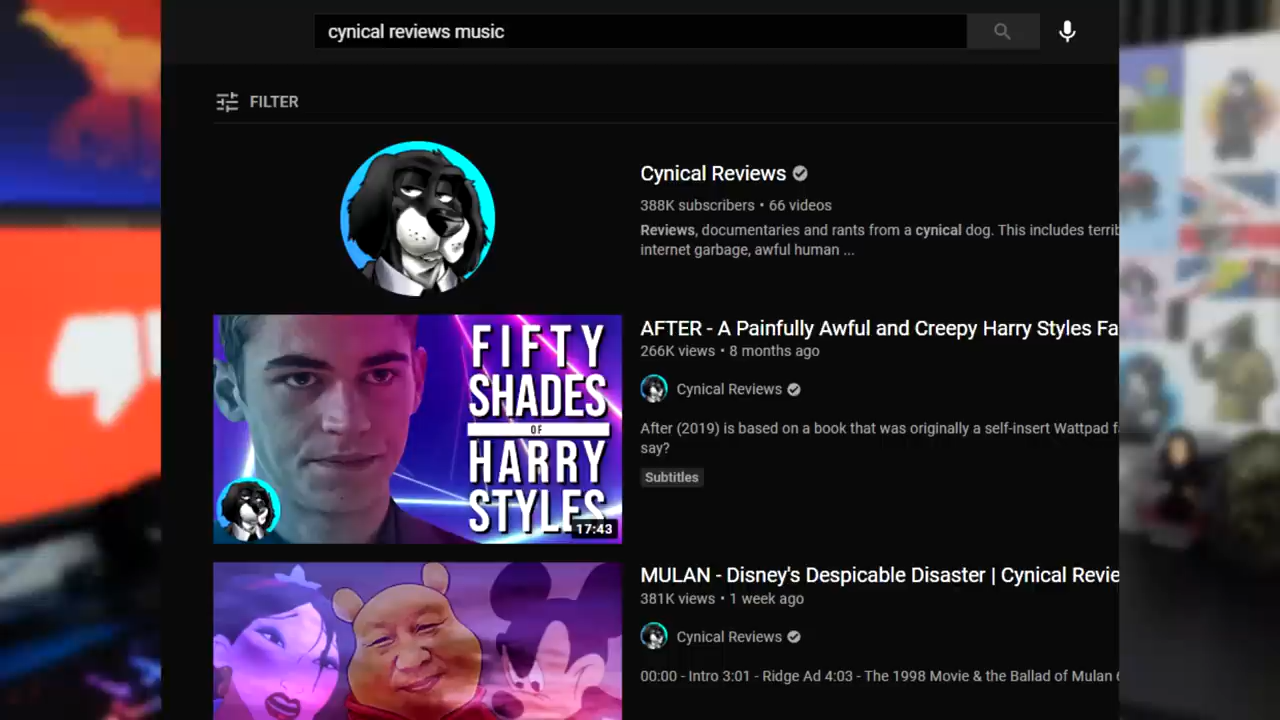 cynical reviews music
FILTER
Cynical Reviews
388K subscribers • 66 videos
Reviews, documentaries and rants from a cynical dog. This includes
internet garbage, awful human ...
FIFTY
SHADES
OF
HARRY
STYLES
17:43
AFTER - A Painfully Awful and Creepy Harry Styles
266K views • 8 months ago
Cynical Reviews
After (2019) is based on a book that was originally a self-insert Wattpad
say?
Subtitles
MULAN - Disney's Despicable Disaster | Cynical
381K views • 1 week ago
Cynical Reviews
00:00 - Intro 3:01 - Ridge Ad 4:03 - The 1998 Movie & the Ballad of Mulan